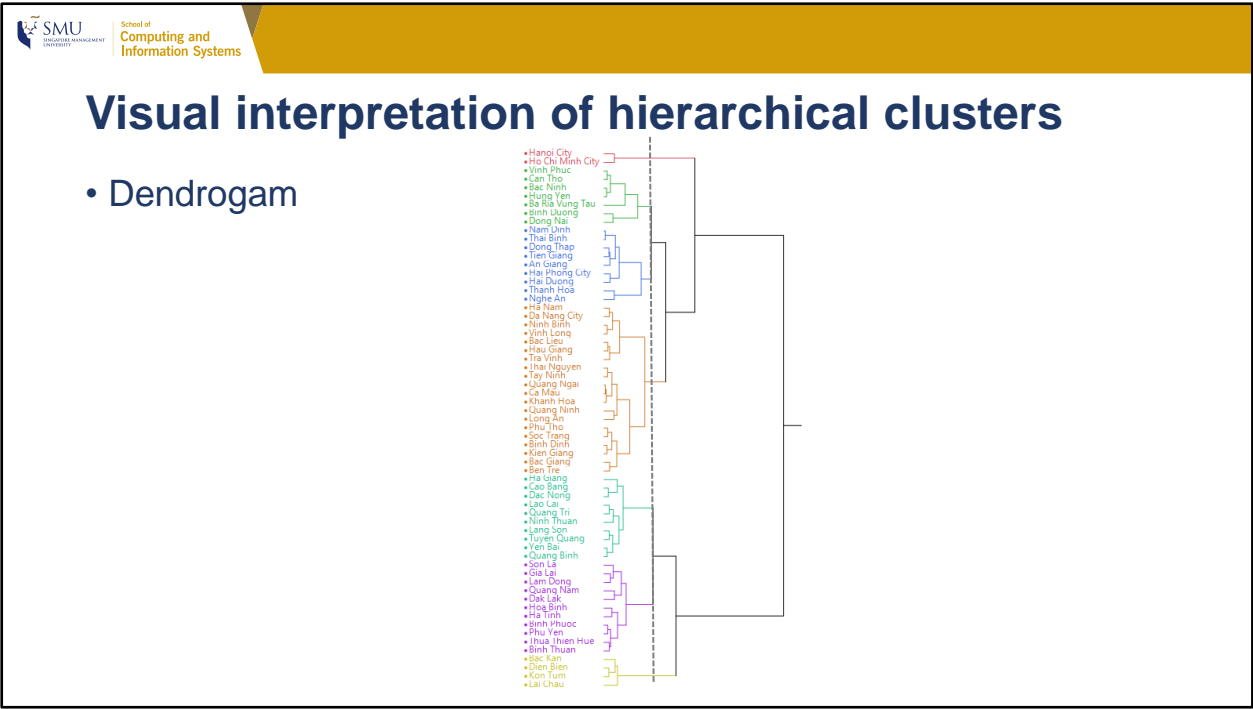 SMU
SINGAPORE MANAGEMENT
UNIVERSITY
School of
Computing and
Information Systems
Visual interpretation of hierarchical clusters
• Dendrogam
Hanoi City
Ho Chi Minh City
Vinh Phuc
Can Tho
Bac Ninh
Hung Yen
Ba Ria Vung Tau
Binh Duong
Dong Nai
Nam Dinh
Thai Binh
Dong Thap
Tien Giang
An Giang
Hai Phong City
Hai Duong
Thanh Hoa
Nghe An
Ha Nam
Da Nang City
Ninh Binh
Vinh Long
Bac Lieu
Hau Giang
Tra Vinh
Thai Nguyen
Tay Ninh
Quang Ngai
Ca Mau
Khanh Hoa
Quang Ninh
Long An
Phu Tho
Soc Trang
Binh Dinh
Kien Giang
Bac Giang
Ben Tre
Ha Giang
Cao Bang
Dac Nong
Lao Cai
Quang Tri
Ninh Thuan
Lang Son
Tuyen Quang
Yen Bai
Quang Binh
Son La
Gia Lai
Lam Dong
Quang Nam
Dak Lak
Hoa Binh
Ha Tinh
Binh Phuoc
Phu Yen
Thua Thien Hue
Binh Thuan
Bac Kan
Dien Bien
Kon Tum
Lai Chau